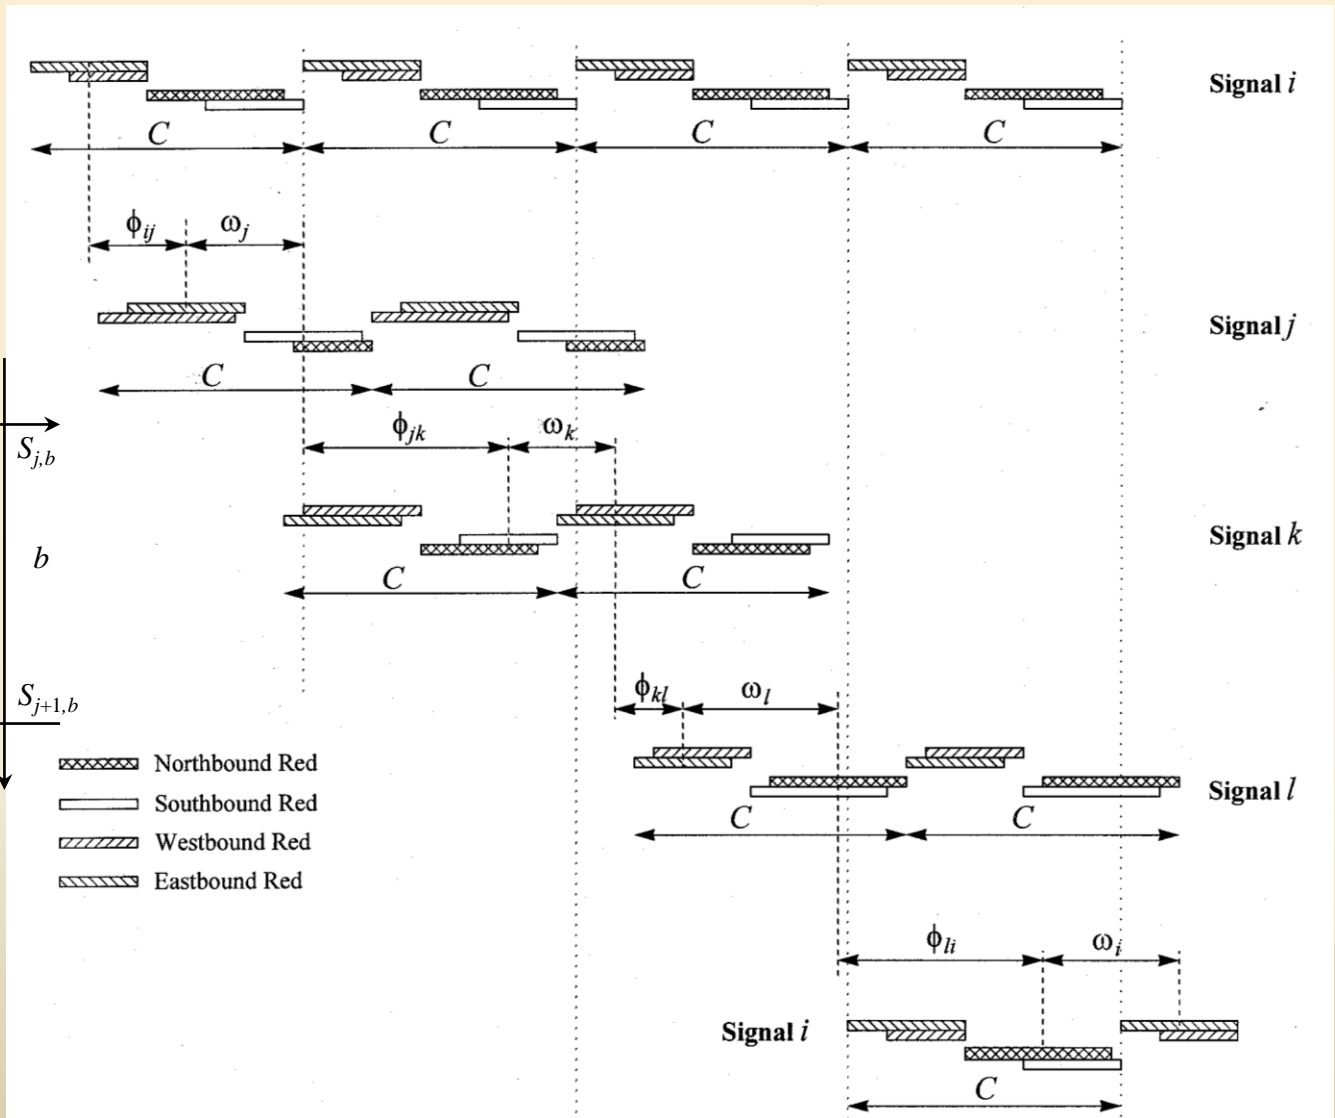 Signal i
C C C C
ϕij ωj
Signal j
C C
Sj,b
ϕjk ωk
Signal k
b
C C
Sj+1,b
ϕkl ωl
Northbound Red
Southbound Red
Westbound Red
Eastbound Red
Signal l
C C
ϕli ωi
Signal i
C